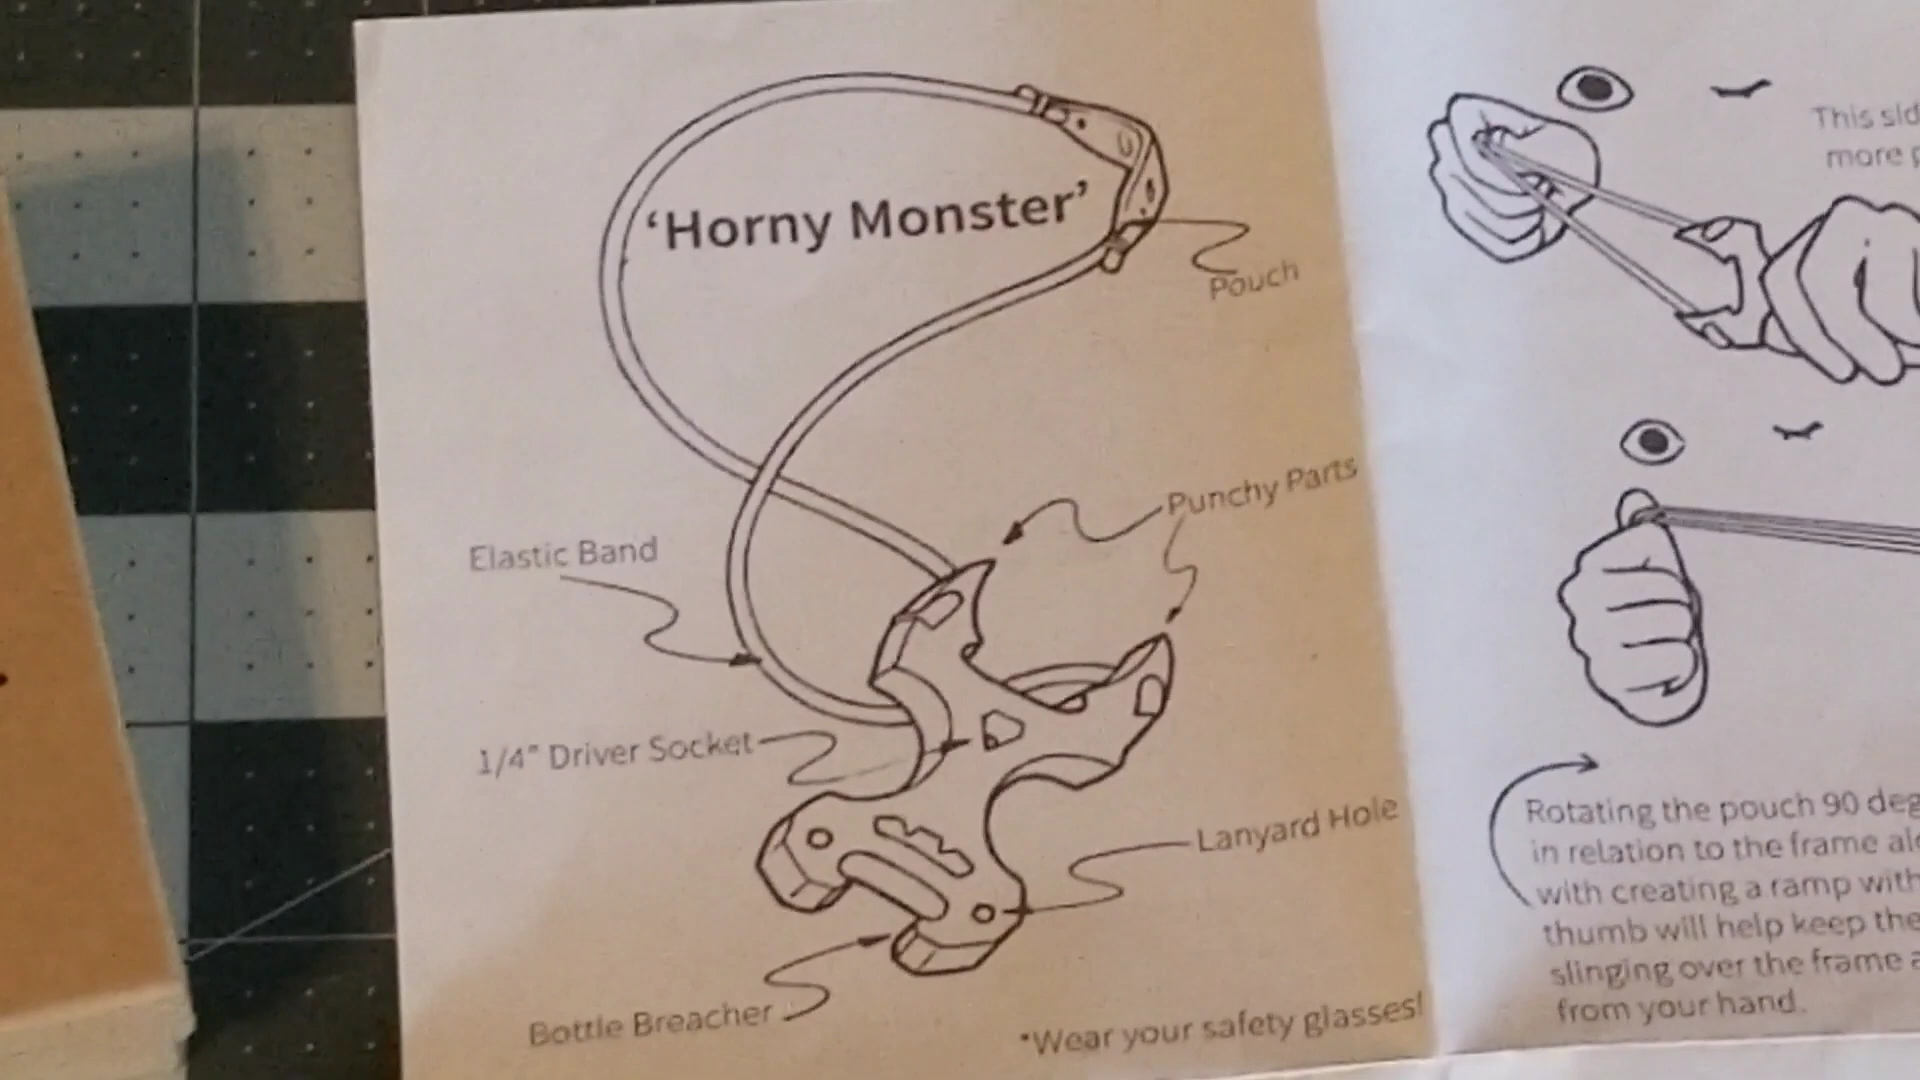 'Horny Monster'
Pouch
Punchy Parts
Elastic Band
1/4" Driver Socket
Lanyard Hole
Bottle Breacher
*Wear your safety glasses!
This
more
Rotating the pouch 90 deg
in relation to the frame
with creating a ramp with
thumb will help keep the
slinging over the frame
from your hand.